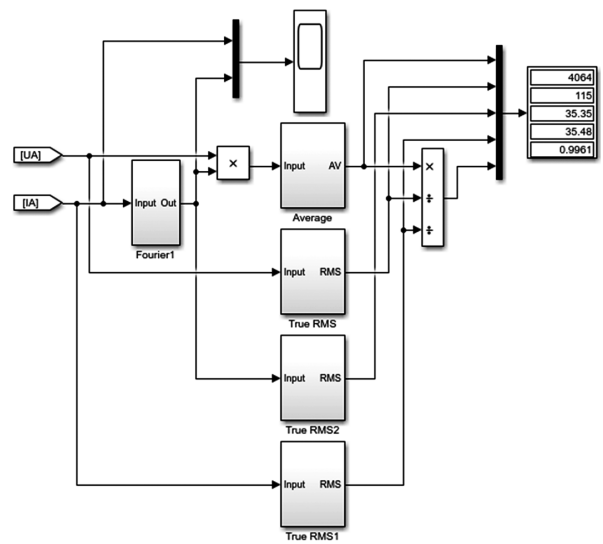 4064
115
35.35
35.48
0.9961
[UA]
×
Input AV
×
÷
÷
Average
[IA]
Input Out
Fourier1
Input RMS
True RMS
Input RMS
True RMS2
Input RMS
True RMS1